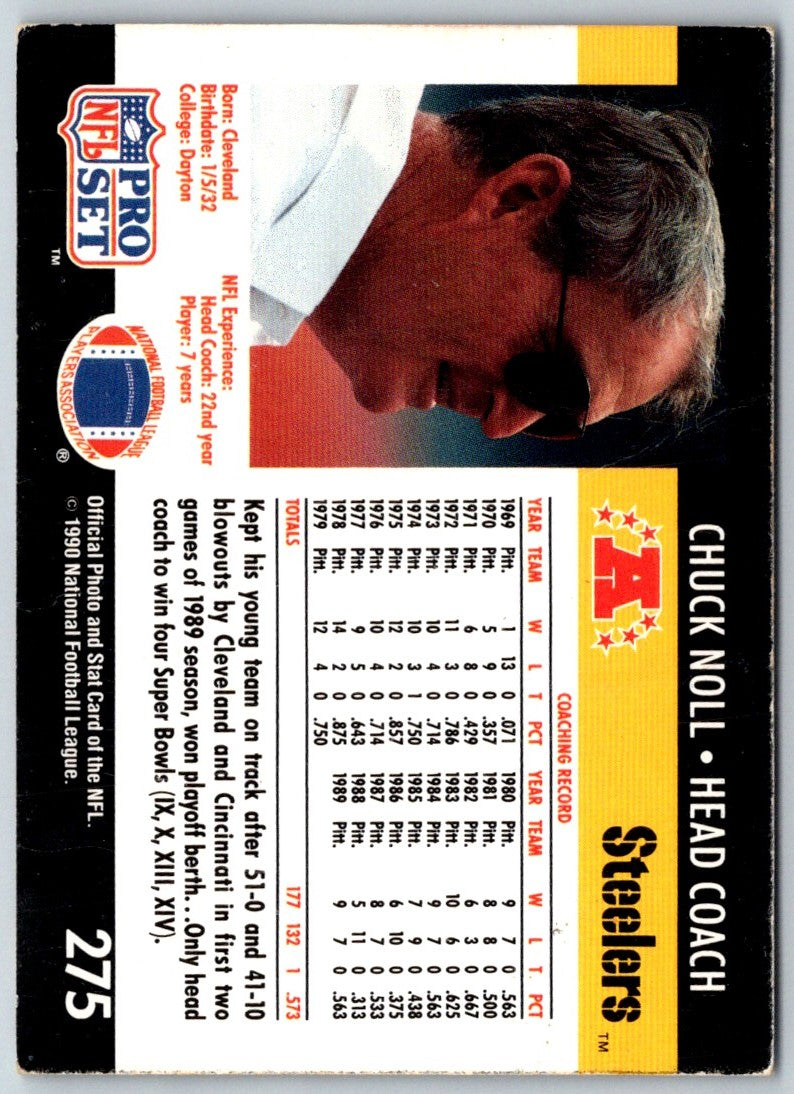 CHUCK NOLL • HEAD COACH
A
Steelers™
COACHING RECORD
YEAR TEAM W L T PCT YEAR TEAM W L T PCT
1969 Pitt. 1 13 0 .071 1980 Pitt. 9 7 0 .563
1970 Pitt. 5 9 0 .357 1981 Pitt. 8 8 0 .500
1971 Pitt. 6 8 0 .429 1982 Pitt. 6 3 0 .667
1972 Pitt. 11 3 0 .786 1983 Pitt. 10 6 0 .625
1973 Pitt. 10 4 0 .714 1984 Pitt. 9 7 0 .563
1974 Pitt. 10 3 1 .750 1985 Pitt. 7 9 0 .438
1975 Pitt. 12 2 0 .857 1986 Pitt. 6 10 0 .375
1976 Pitt. 10 4 0 .714 1987 Pitt. 8 7 0 .533
1977 Pitt. 9 5 0 .643 1988 Pitt. 5 11 0 .313
1978 Pitt. 14 2 0 .875 1989 Pitt. 9 7 0 .563
1979 Pitt. 12 4 0 .750
TOTALS 177 132 1 .573
Born: Cleveland
Birthdate: 1/5/32
College: Dayton
NFL Experience:
Head Coach: 22nd year
Player: 7 years
Kept his young team on track after 51-0 and 41-10
blowouts by Cleveland and Cincinnati in first two
games of 1989 season, won playoff berth. . .Only head
coach to win four Super Bowls (IX, X, XIII, XIV).
PRO
NFL SET™
NATIONAL FOOTBALL LEAGUE
PLAYERS ASSOCIATION ®
Official Photo and Stat Card of the NFL.
© 1990 National Football League.
275